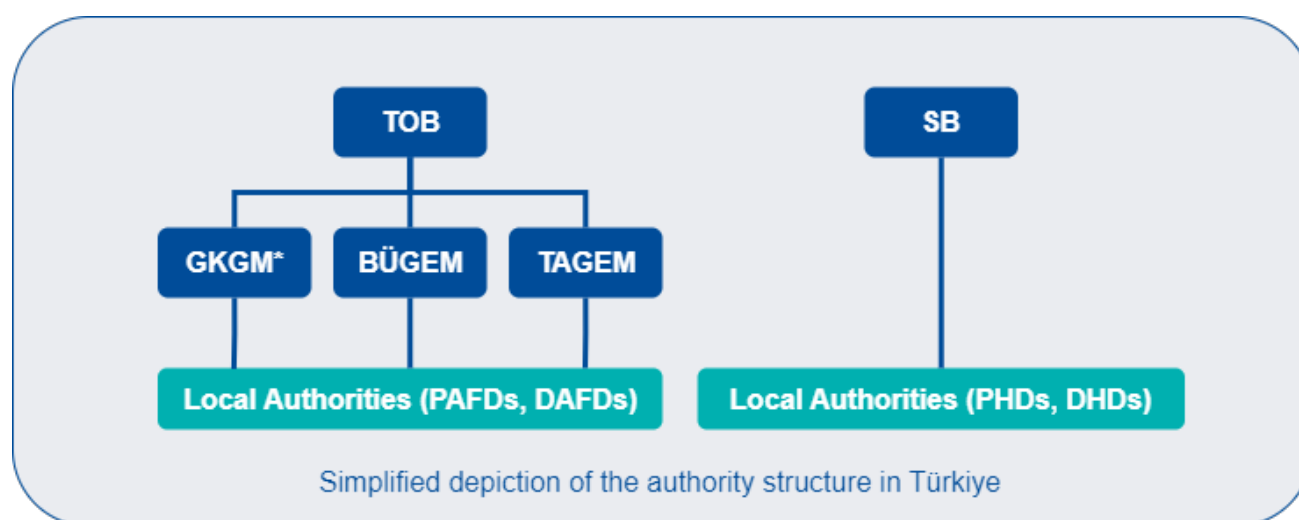 TOB
SB
GKGM*
BÜGEM
TAGEM
Local Authorities (PAFDs, DAFDs)
Local Authorities (PHDs, DHDs)
Simplified depiction of the authority structure in Türkiye